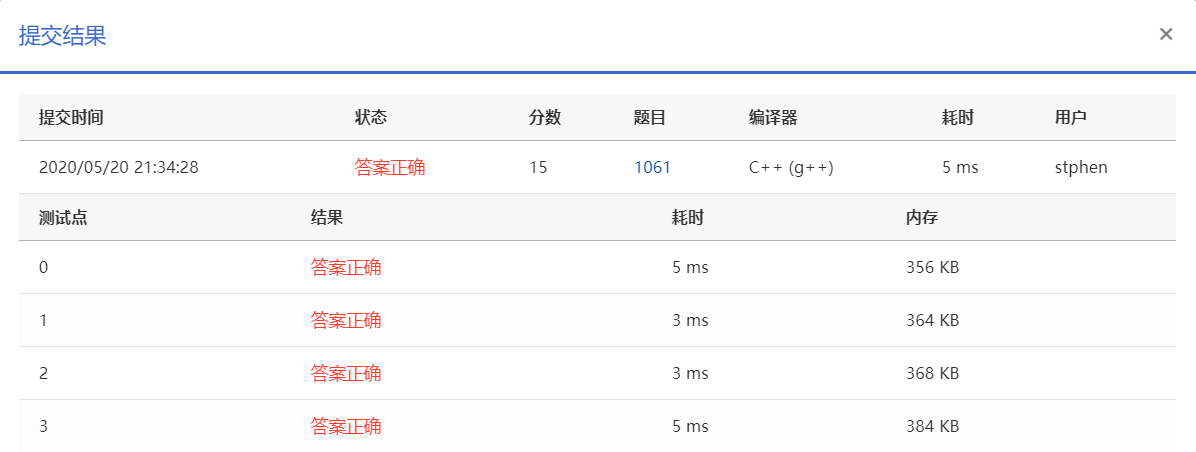 提交结果 ×
提交时间 状态 分数 题目 编译器 耗时 用户
2020/05/20 21:34:28 答案正确 15 1061 C++ (g++) 5 ms stphen
测试点 结果 耗时 内存
0 答案正确 5 ms 356 KB
1 答案正确 3 ms 364 KB
2 答案正确 3 ms 368 KB
3 答案正确 5 ms 384 KB